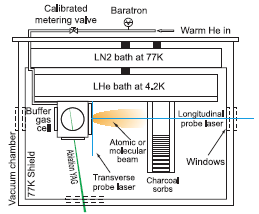 Calibrated
metering valve
Baratron
Warm He in
LN2 bath at 77K
LHe bath at 4.2K
Buffer
gas
cell
Longitudinal
probe laser
Atomic or
molecular
beam
Windows
Transverse
probe laser
Charcoal
sorbs
Ablation YAG
77K Shield
Vacuum chamber